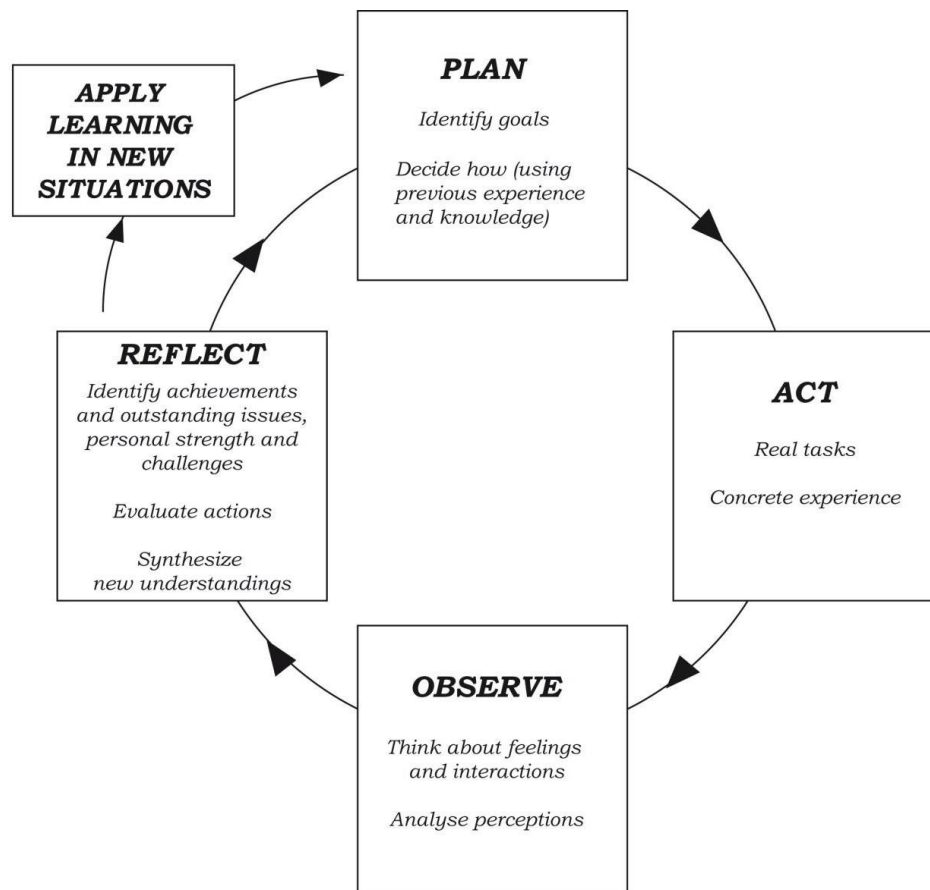 PLAN
Identify goals
Decide how (using
previous experience
and knowledge)
ACT
Real tasks
Concrete experience
OBSERVE
Think about feelings
and interactions
Analyse perceptions
REFLECT
Identify achievements
and outstanding issues,
personal strength and
challenges
Evaluate actions
Synthesize
new understandings
APPLY
LEARNING
IN NEW
SITUATIONS